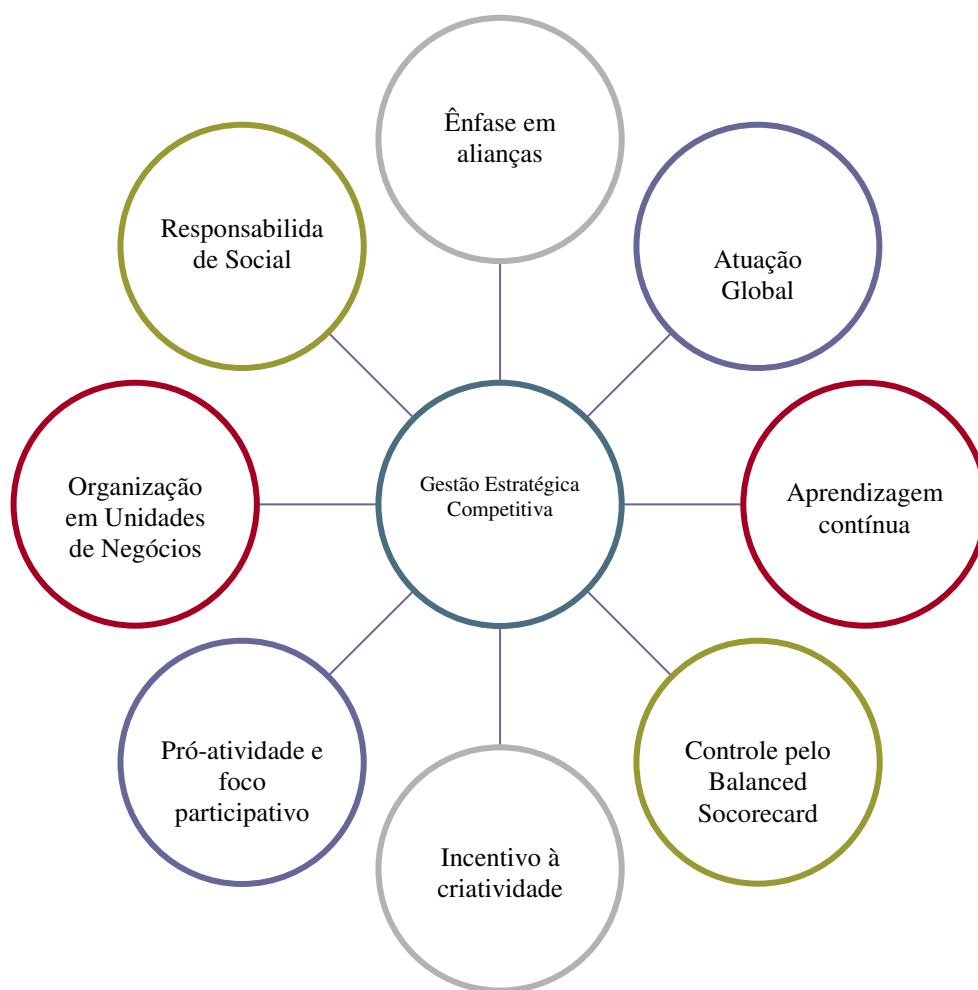 Ênfase em
alianças
Atuação
Global
Aprendizagem
contínua
Controle pelo
Balanced
Socorecard
Incentivo à
criatividade
Pró-atividade e
foco
participativo
Organização
em Unidades
de Negócios
Responsabilida
de Social
Gestão Estratégica
Competitiva